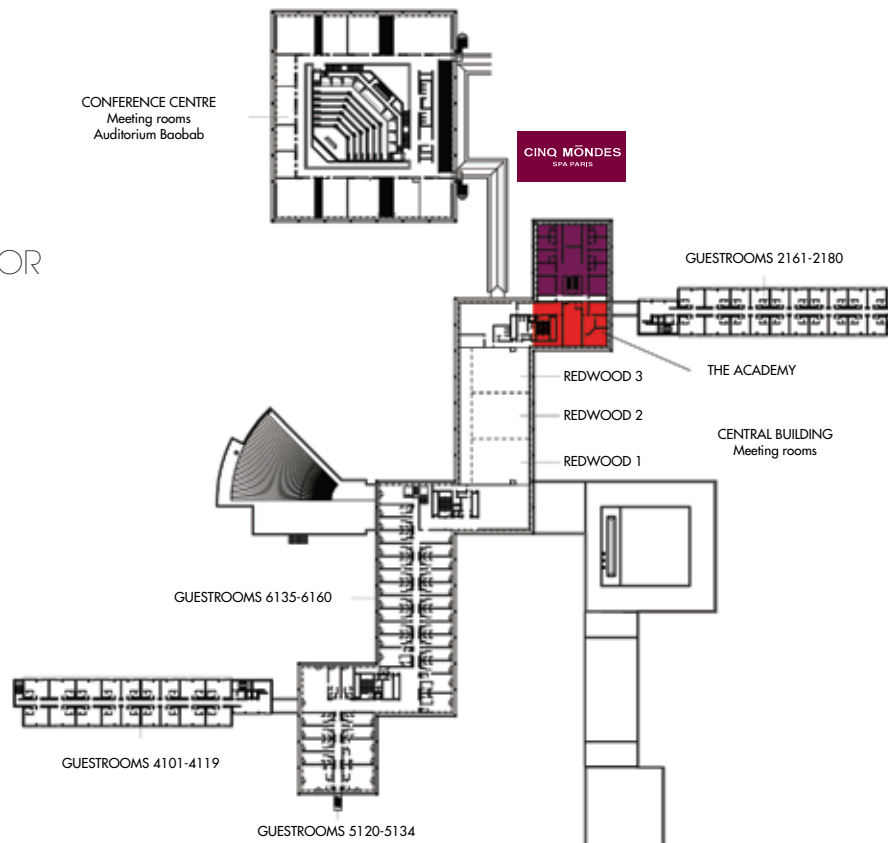 CONFERENCE CENTRE
Meeting rooms
Auditorium Baobab
CINQ MŌNDES
SPA PARIS
OR
GUESTROOMS 2161-2180
REDWOOD 3
THE ACADEMY
REDWOOD 2
CENTRAL BUILDING
Meeting rooms
REDWOOD 1
GUESTROOMS 6135-6160
GUESTROOMS 4101-4119
GUESTROOMS 5120-5134